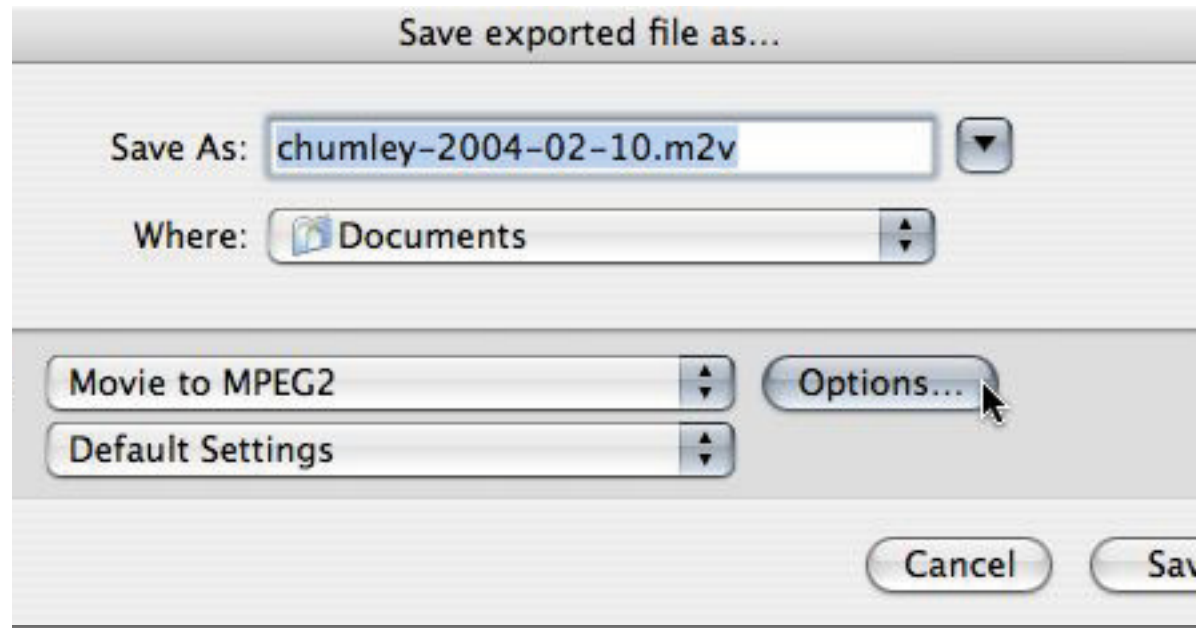 Save exported file as...
Save As: chumley-2004-02-10.m2v
Where: Documents
Movie to MPEG2 Options...
Default Settings
Cancel Sav